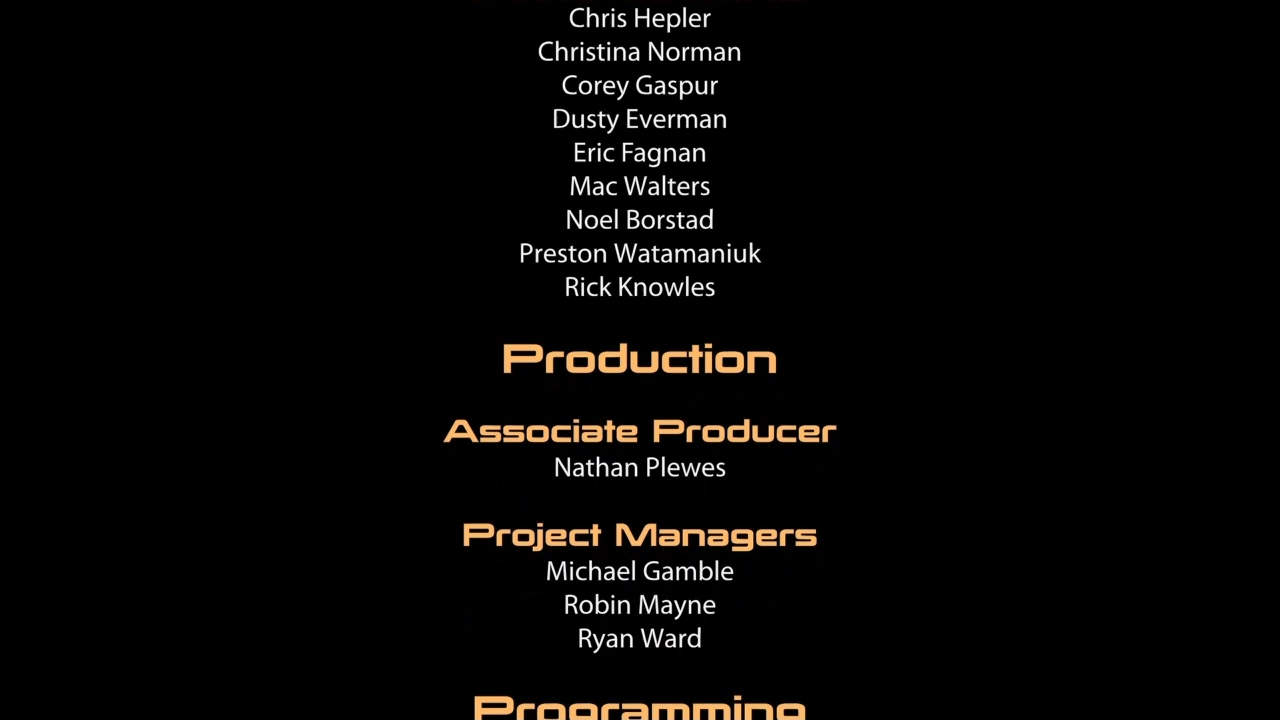 Chris Hepler
Christina Norman
Corey Gaspur
Dusty Everman
Eric Fagnan
Mac Walters
Noel Borstad
Preston Watamaniuk
Rick Knowles
Production
Associate Producer
Nathan Plewes
Project Managers
Michael Gamble
Robin Mayne
Ryan Ward
Programming